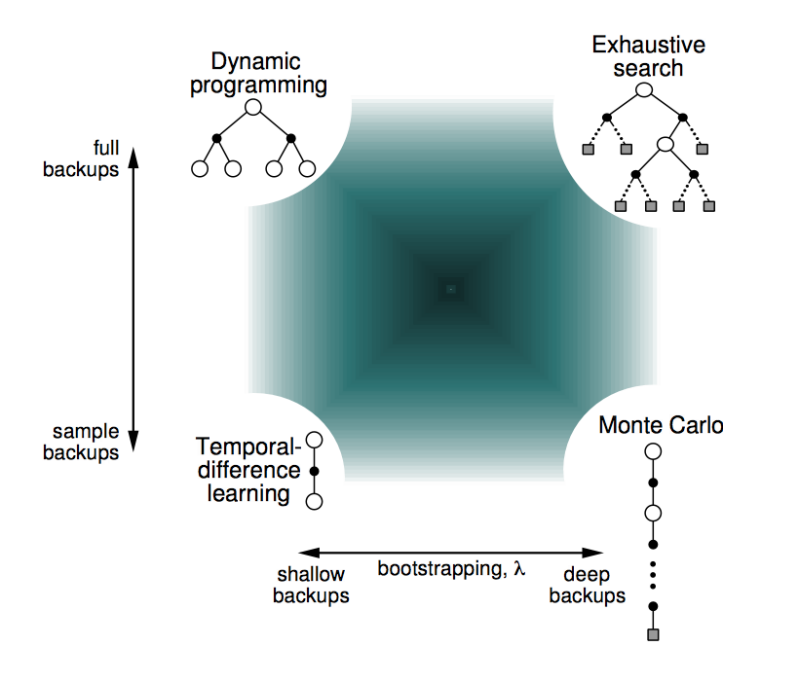 Dynamic
programming
Exhaustive
search
full
backups
sample
backups
Temporal-
difference
learning
Monte Carlo
bootstrapping, λ
shallow
backups
deep
backups